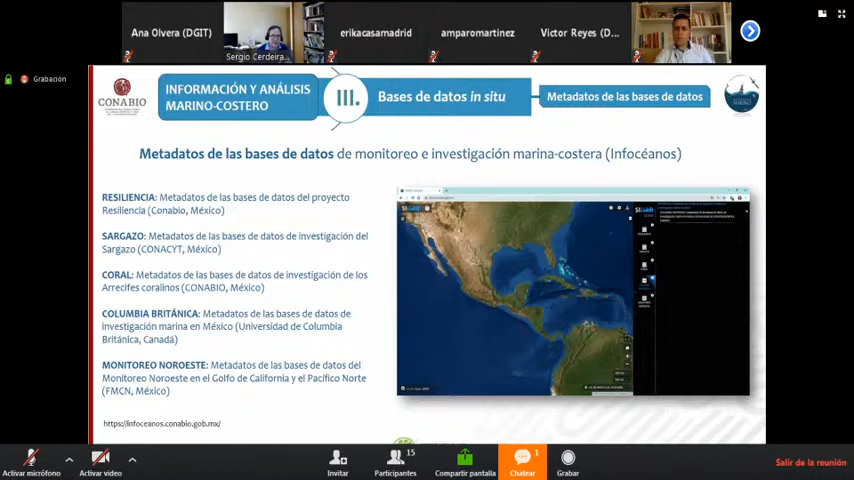 Ana Olvera (DGIT)
Sergio Cerdeira...
erikacasamadrid
amparomartinez
Victor Reyes (D...
Grabación
CONABIO
INFORMACIÓN Y ANÁLISIS
MARINO-COSTERO
III.
Bases de datos in situ
Metadatos de las bases de datos
Metadatos de las bases de datos de monitoreo e investigación marina-costera (Infocéanos)
RESILIENCIA: Metadatos de las bases de datos del proyecto
Resiliencia (Conabio, México)
SARGAZO: Metadatos de las bases de datos de investigación del
Sargazo (CONACYT, México)
CORAL: Metadatos de las bases de datos de investigación de los
Arrecifes coralinos (CONABIO, México)
COLUMBIA BRITÁNICA: Metadatos de las bases de datos de
investigación marina en México (Universidad de Columbia
Británica, Canadá)
MONITOREO NOROESTE: Metadatos de las bases de datos del
Monitoreo Noroeste en el Golfo de California y el Pacífico Norte
(FMCN, México)
https://infoceanos.conabio.gob.mx/
Activar micrófono
Activar video
Invitar
15
Participantes
Compartir pantalla
1
Chatear
Grabar
Salir de la reunión